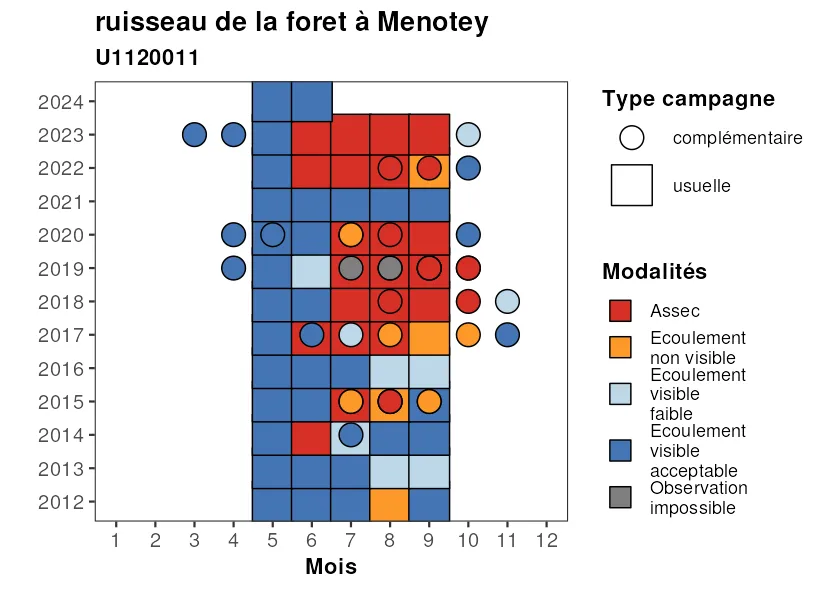 ruisseau de la foret à Menotey
U1120011
2024
2023
2022
2021
2020
2019
2018
2017
2016
2015
2014
2013
2012
1 2 3 4 5 6 7 8 9 10 11 12
Mois
Type campagne
complémentaire
usuelle
Modalités
Assec
Ecoulement
non visible
Ecoulement
visible
faible
Ecoulement
visible
acceptable
Observation
impossible